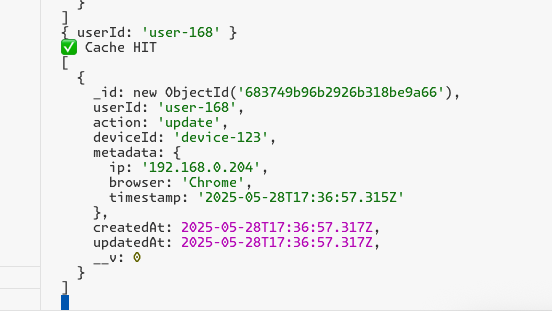 }
]
{ userId: 'user-168' }
✅ Cache HIT
[
{
_id: new ObjectId('683749b96b2926b318be9a66'),
userId: 'user-168',
action: 'update',
deviceId: 'device-123',
metadata: {
ip: '192.168.0.204',
browser: 'Chrome',
timestamp: '2025-05-28T17:36:57.315Z'
},
createdAt: 2025-05-28T17:36:57.317Z,
updatedAt: 2025-05-28T17:36:57.317Z,
__v: 0
}
]